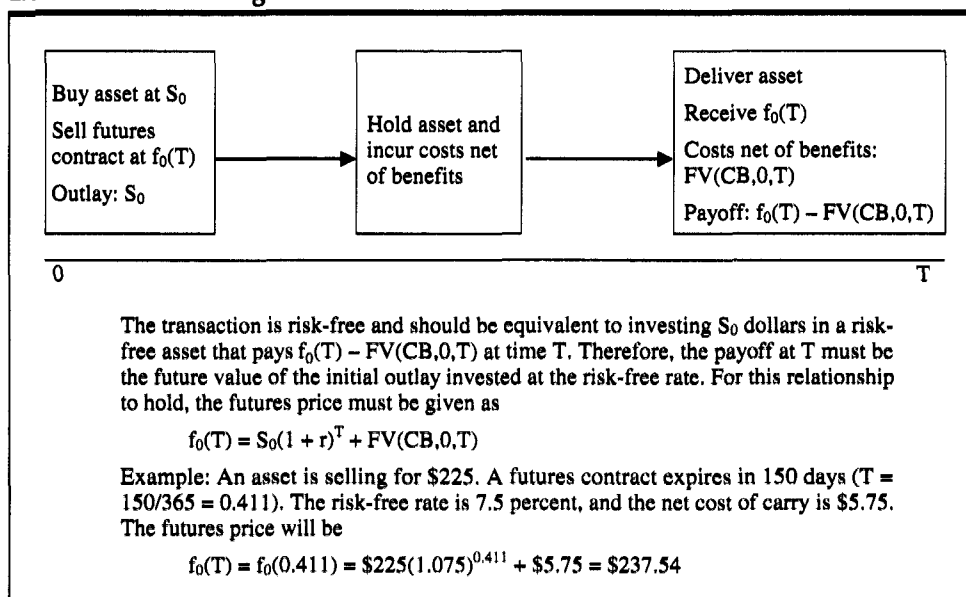 Buy asset at S₀
Sell futures
contract at f₀(T)
Outlay: S₀
Hold asset and
incur costs net
of benefits
Deliver asset
Receive f₀(T)
Costs net of benefits:
FV(CB,0,T)
Payoff: f₀(T) – FV(CB,0,T)
0
T
The transaction is risk-free and should be equivalent to investing S₀ dollars in a risk-
free asset that pays f₀(T) – FV(CB,0,T) at time T. Therefore, the payoff at T must be
the future value of the initial outlay invested at the risk-free rate. For this relationship
to hold, the futures price must be given as
f₀(T) = S₀(1 + r)ᵀ + FV(CB,0,T)
Example: An asset is selling for $225. A futures contract expires in 150 days (T =
150/365 = 0.411). The risk-free rate is 7.5 percent, and the net cost of carry is $5.75.
The futures price will be
f₀(T) = f₀(0.411) = $225(1.075)^0.411 + $5.75 = $237.54